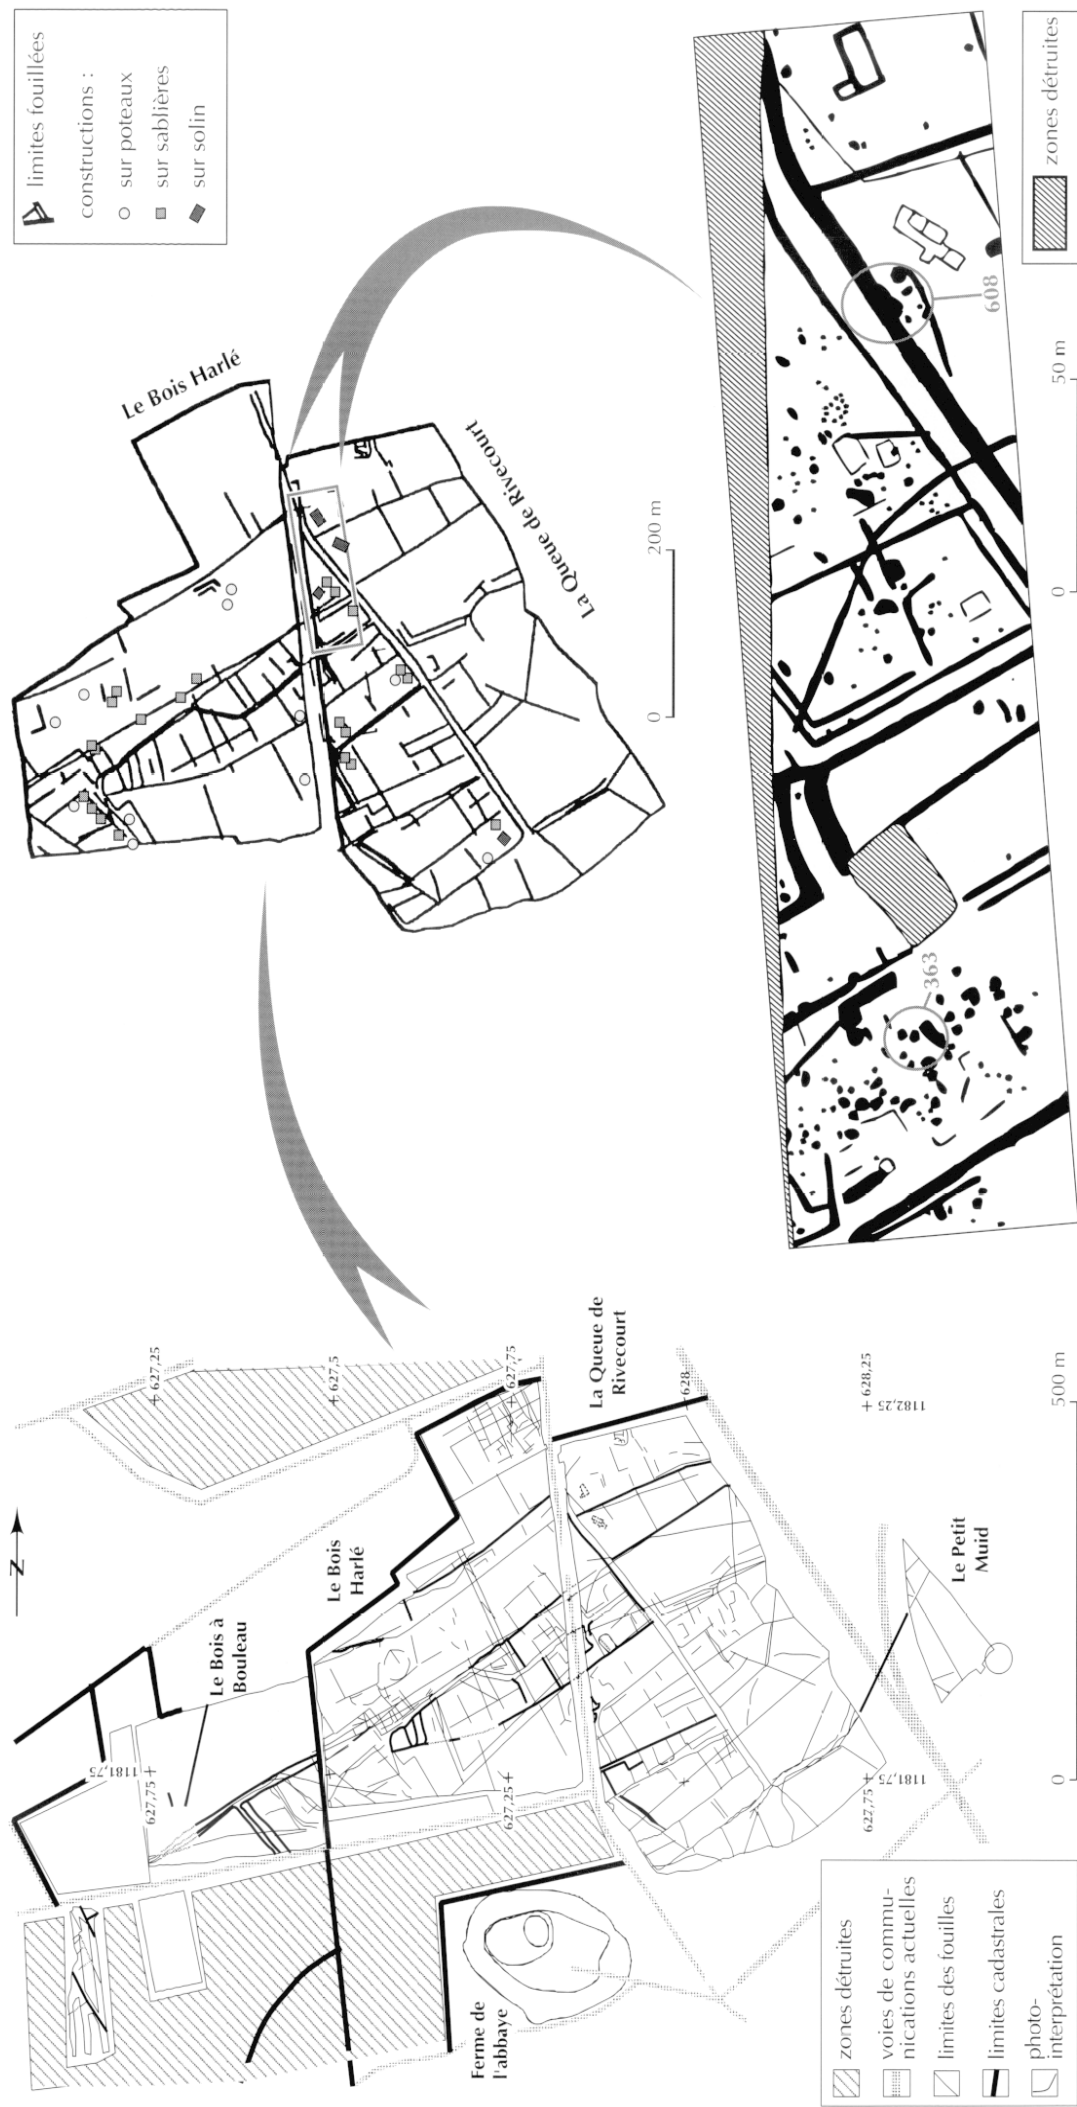 limites fouillées
constructions :
sur poteaux
sur sablières
sur solin
Le Bois Harlé
La Queue de Rivecourt
0
200 m
zones détruites
608
363
0
50 m
N
Le Bois à
Bouleau
Le Bois
Harlé
La Queue de
Rivecourt
Le Petit
Muid
Ferme de
l'abbaye
627,25
627,5
627,75
628
628,25
1182,25
1181,75
627,75
627,25
627,75
1181,75
0
500 m
zones détruites
voies de commu-
nications actuelles
limites des fouilles
limites cadastrales
photo-
interprétation